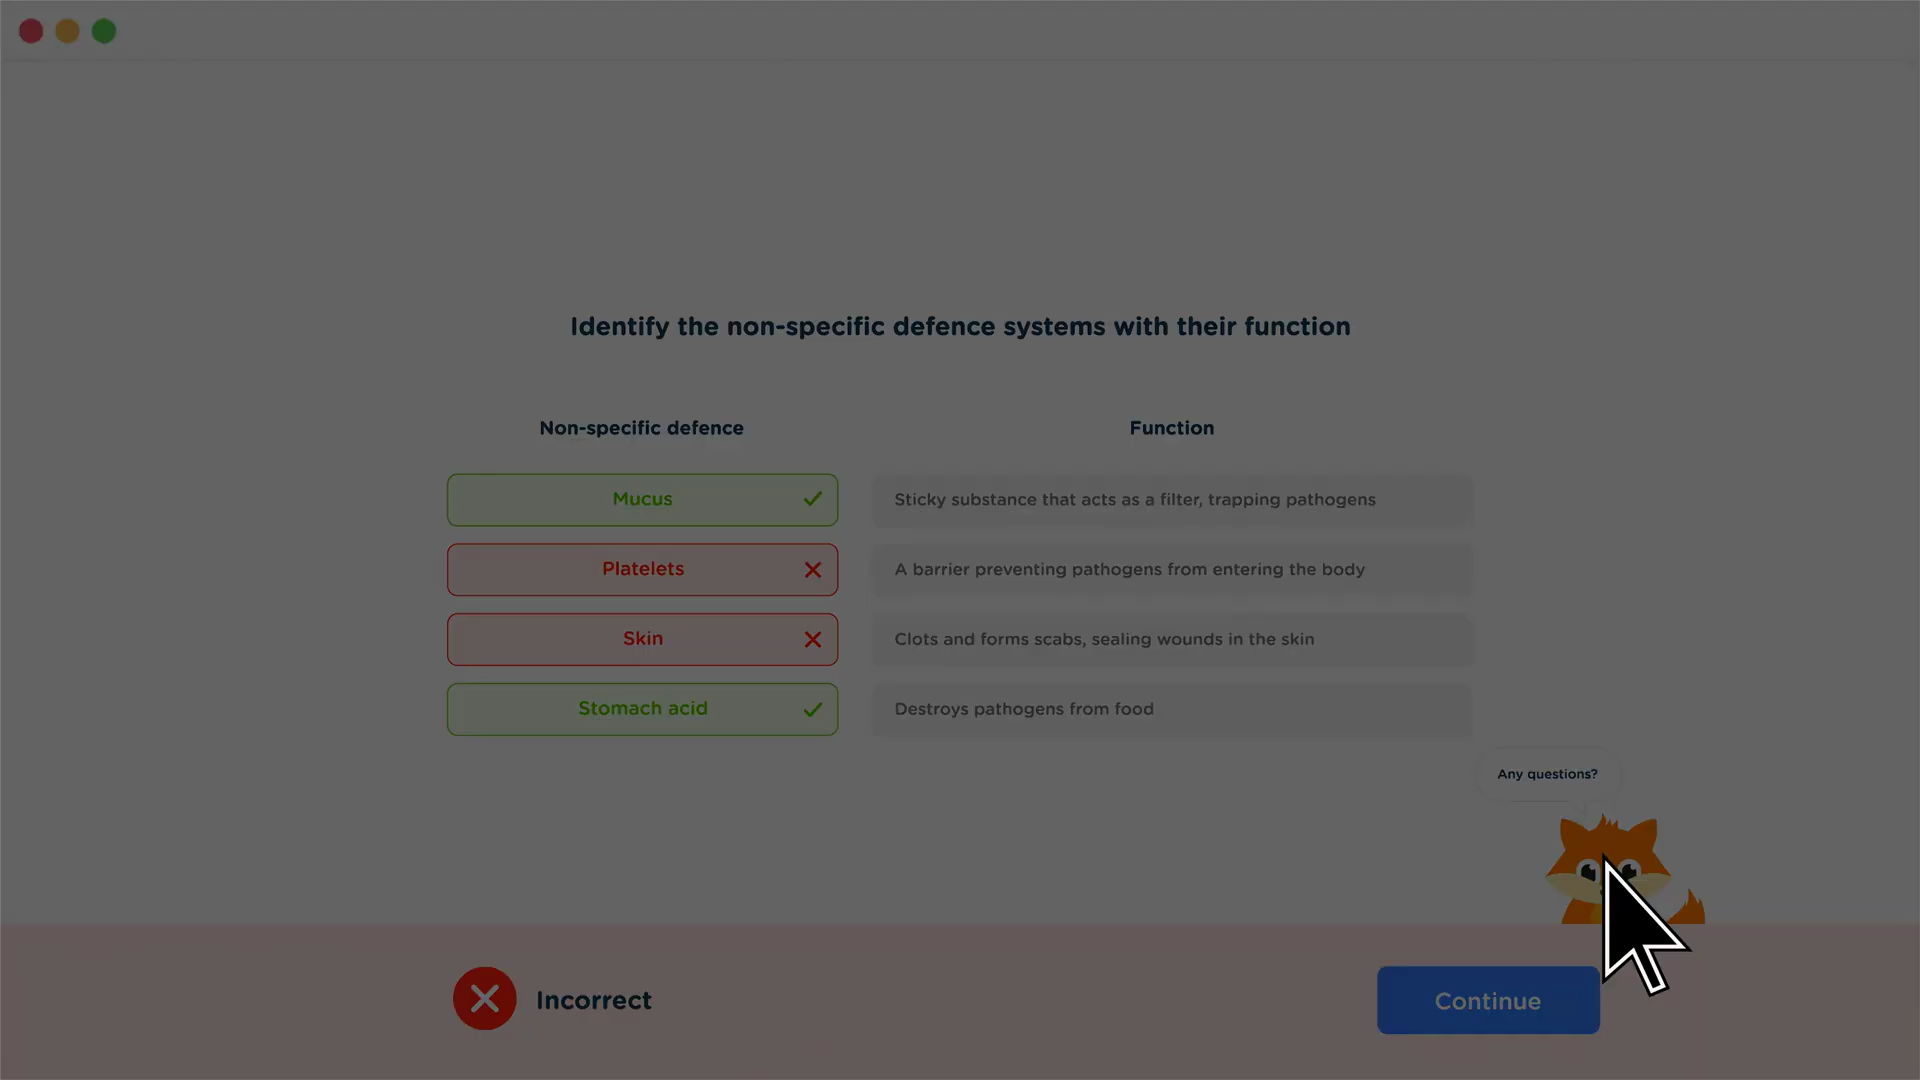 Identify the non-specific defence systems with their function
Non-specific defence
Function
Mucus
Sticky substance that acts as a filter, trapping pathogens
Platelets
A barrier preventing pathogens from entering the body
Skin
Clots and forms scabs, sealing wounds in the skin
Stomach acid
Destroys pathogens from food
Any questions?
Incorrect
Continue